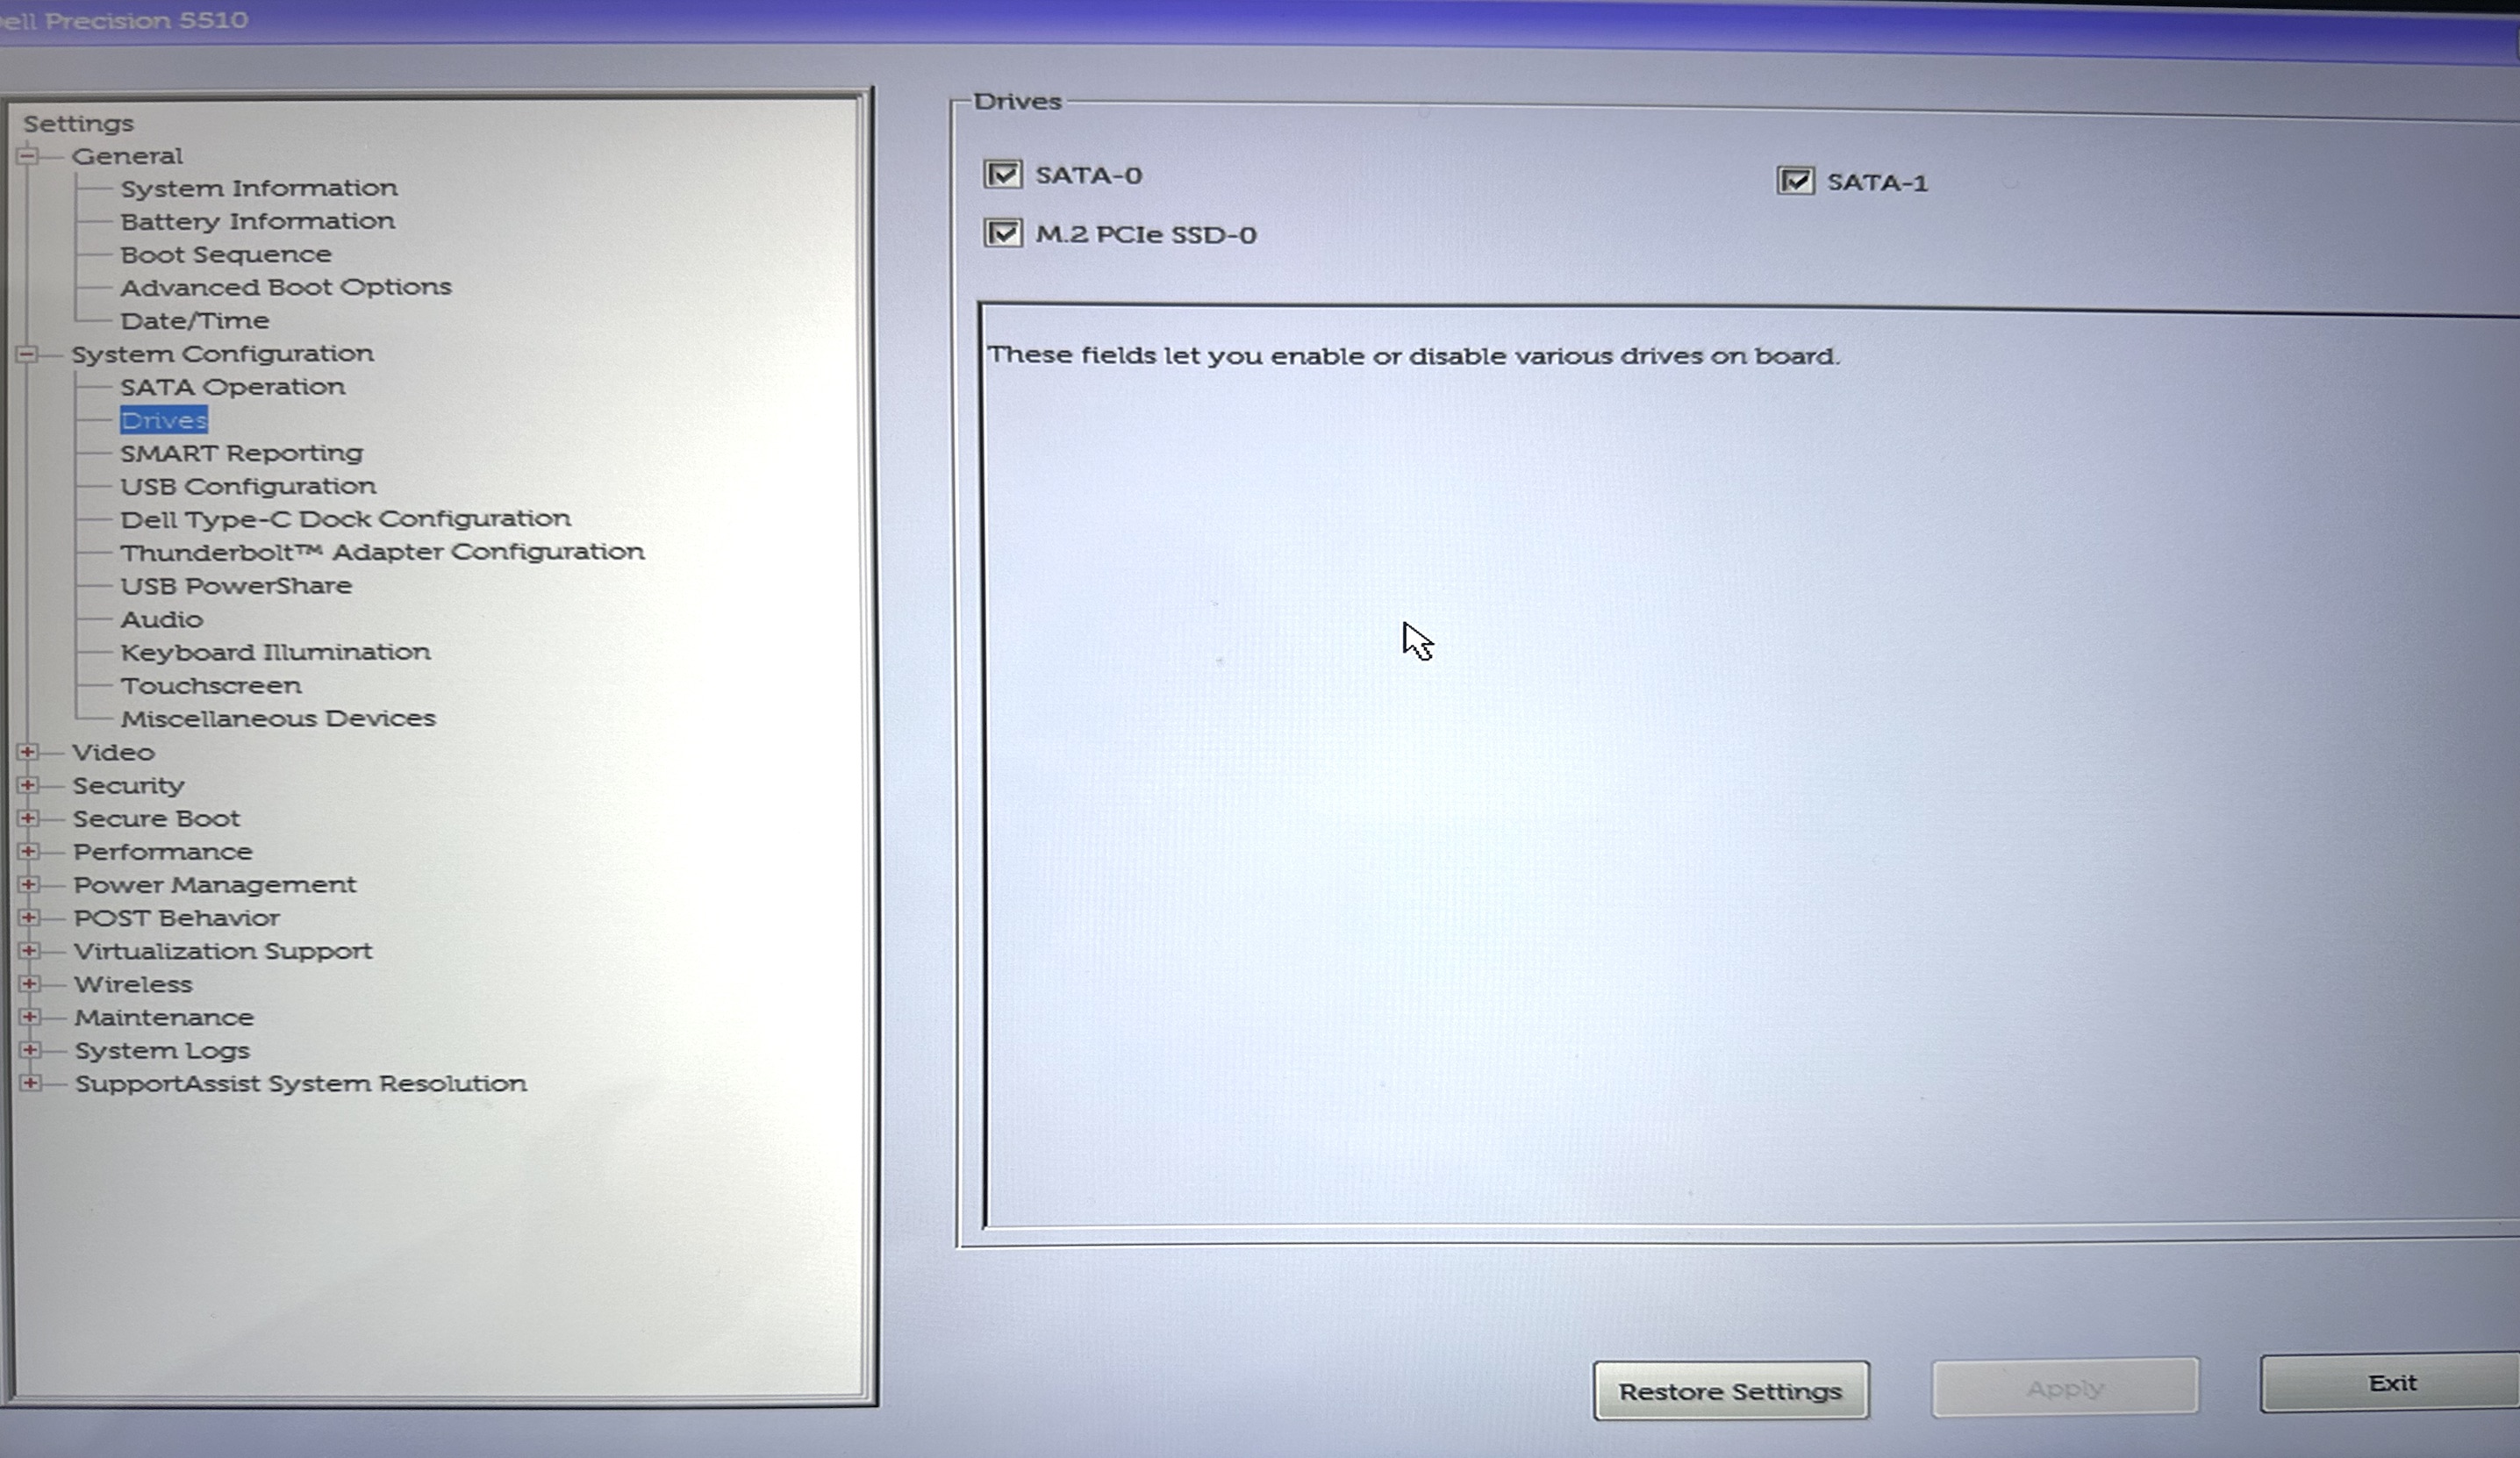 ell Precision 5510
Settings
General
System Information
Battery Information
Boot Sequence
Advanced Boot Options
Date/Time
System Configuration
SATA Operation
Drives
SMART Reporting
USB Configuration
Dell Type-C Dock Configuration
Thunderbolt™ Adapter Configuration
USB PowerShare
Audio
Keyboard Illumination
Touchscreen
Miscellaneous Devices
Video
Security
Secure Boot
Performance
Power Management
POST Behavior
Virtualization Support
Wireless
Maintenance
System Logs
SupportAssist System Resolution
Drives
SATA-0
SATA-1
M.2 PCIe SSD-0
These fields let you enable or disable various drives on board.
Restore Settings
Apply
Exit